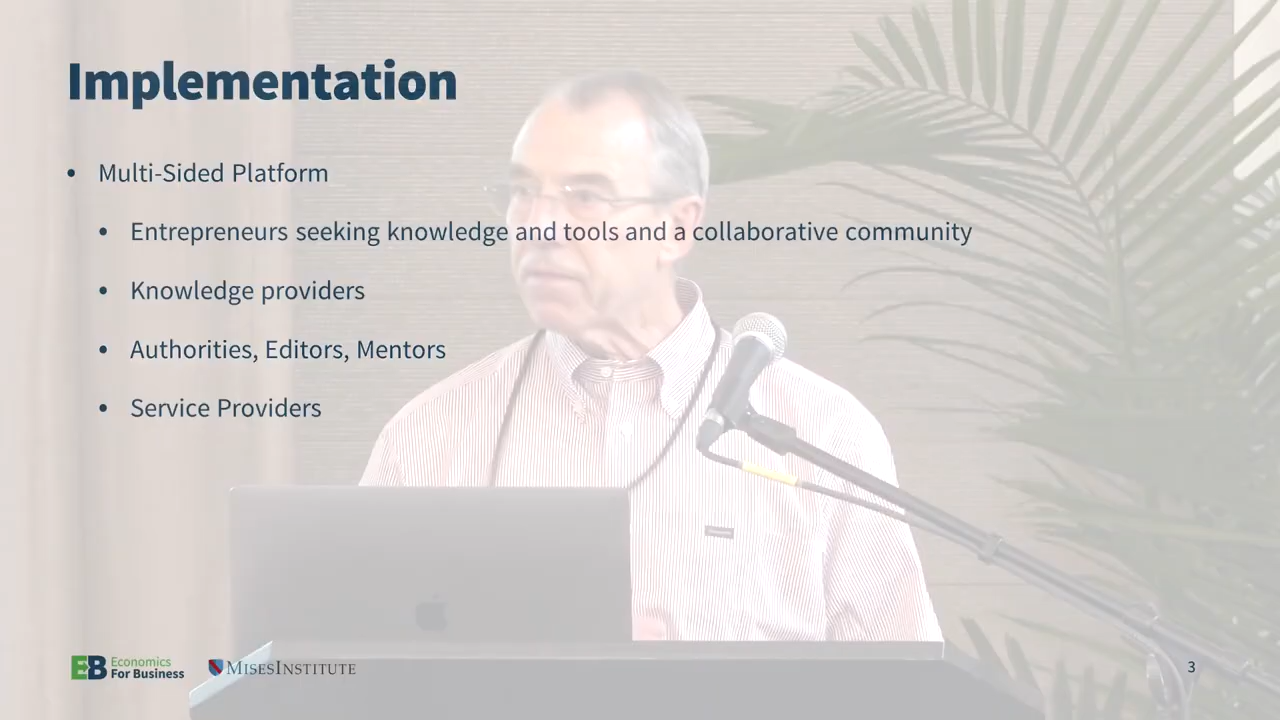 Implementation
• Multi-Sided Platform
• Entrepreneurs seeking knowledge and tools and a collaborative community
• Knowledge providers
• Authorities, Editors, Mentors
• Service Providers
EB Economics For Business
MISESINSTITUTE
3